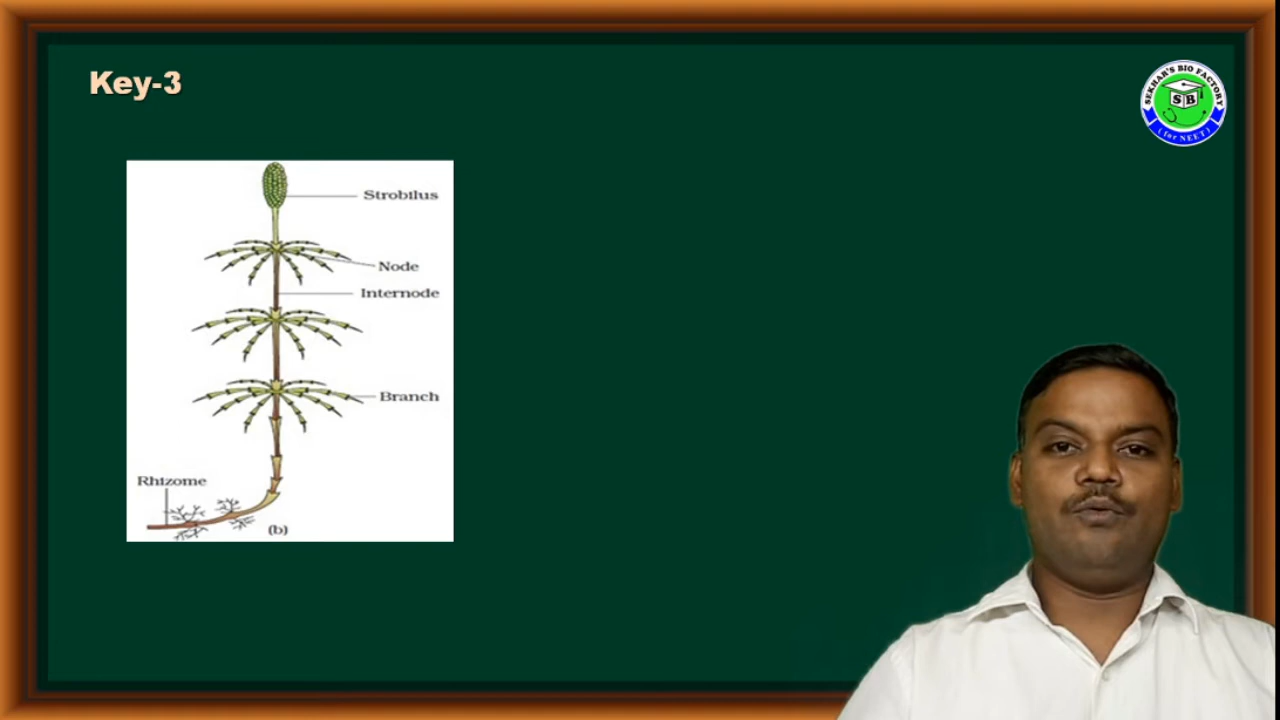 Key-3
SEKHAR'S BIO FACTORY
SB
(for NEET)
Strobilus
Node
Internode
Branch
Rhizome
(b)